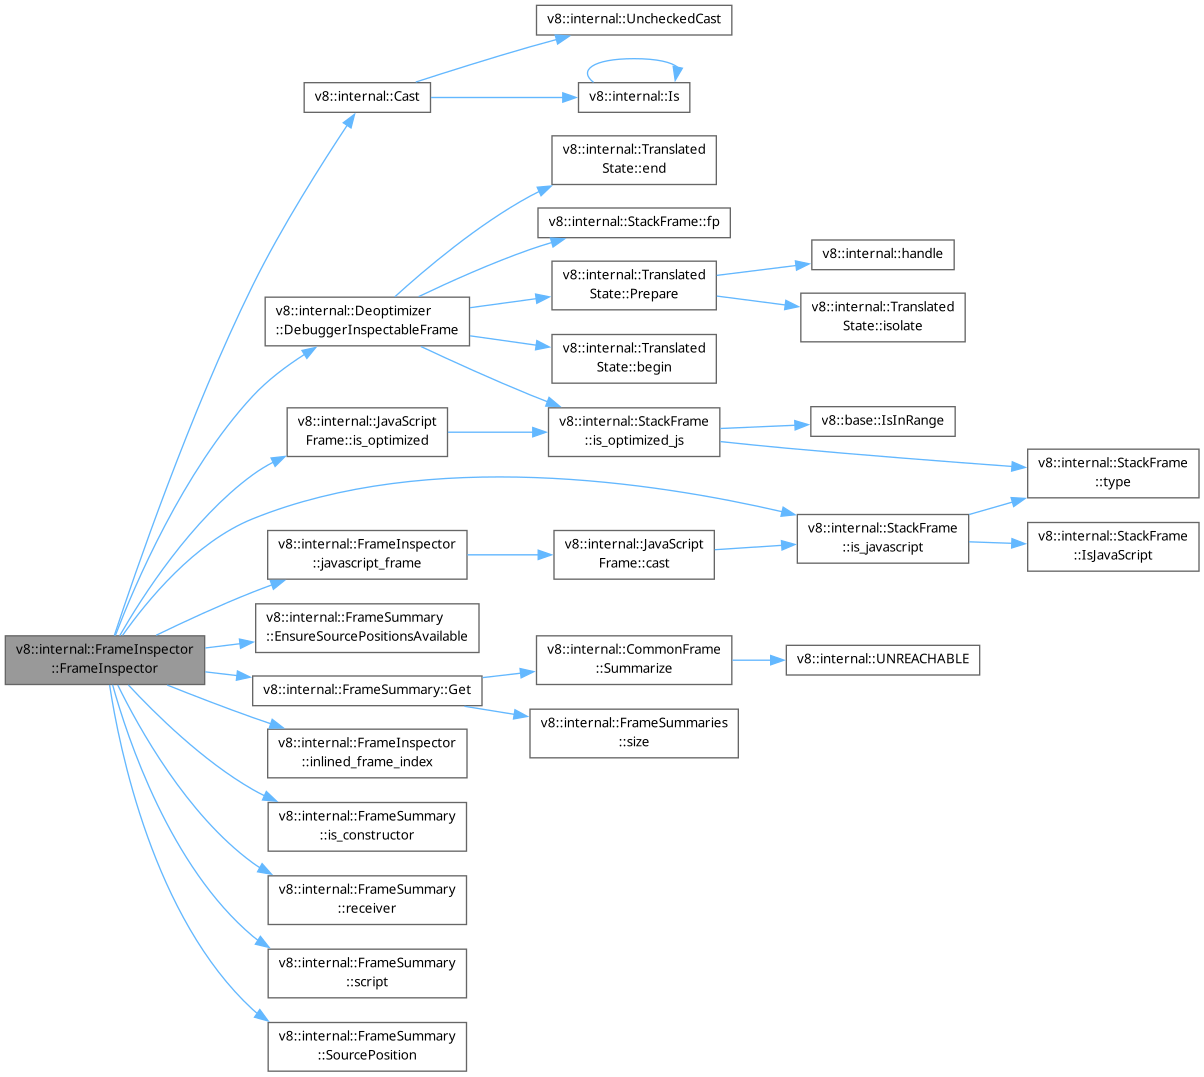 v8::internal::UncheckedCast
v8::internal::Cast
v8::internal::Is
v8::internal::Translated
State::end
v8::internal::StackFrame::fp
v8::internal::handle
v8::internal::Translated
State::Prepare
v8::internal::Translated
State::isolate
v8::internal::Deoptimizer
::DebuggerInspectableFrame
v8::internal::Translated
State::begin
v8::internal::JavaScript
Frame::is_optimized
v8::internal::StackFrame
::is_optimized_js
v8::base::IsInRange
v8::internal::StackFrame
::type
v8::internal::StackFrame
::is_javascript
v8::internal::StackFrame
::IsJavaScript
v8::internal::FrameInspector
::javascript_frame
v8::internal::JavaScript
Frame::cast
v8::internal::FrameSummary
::EnsureSourcePositionsAvailable
v8::internal::FrameInspector
::FrameInspector
v8::internal::CommonFrame
::Summarize
v8::internal::UNREACHABLE
v8::internal::FrameSummary::Get
v8::internal::FrameSummaries
::size
v8::internal::FrameInspector
::inlined_frame_index
v8::internal::FrameSummary
::is_constructor
v8::internal::FrameSummary
::receiver
v8::internal::FrameSummary
::script
v8::internal::FrameSummary
::SourcePosition